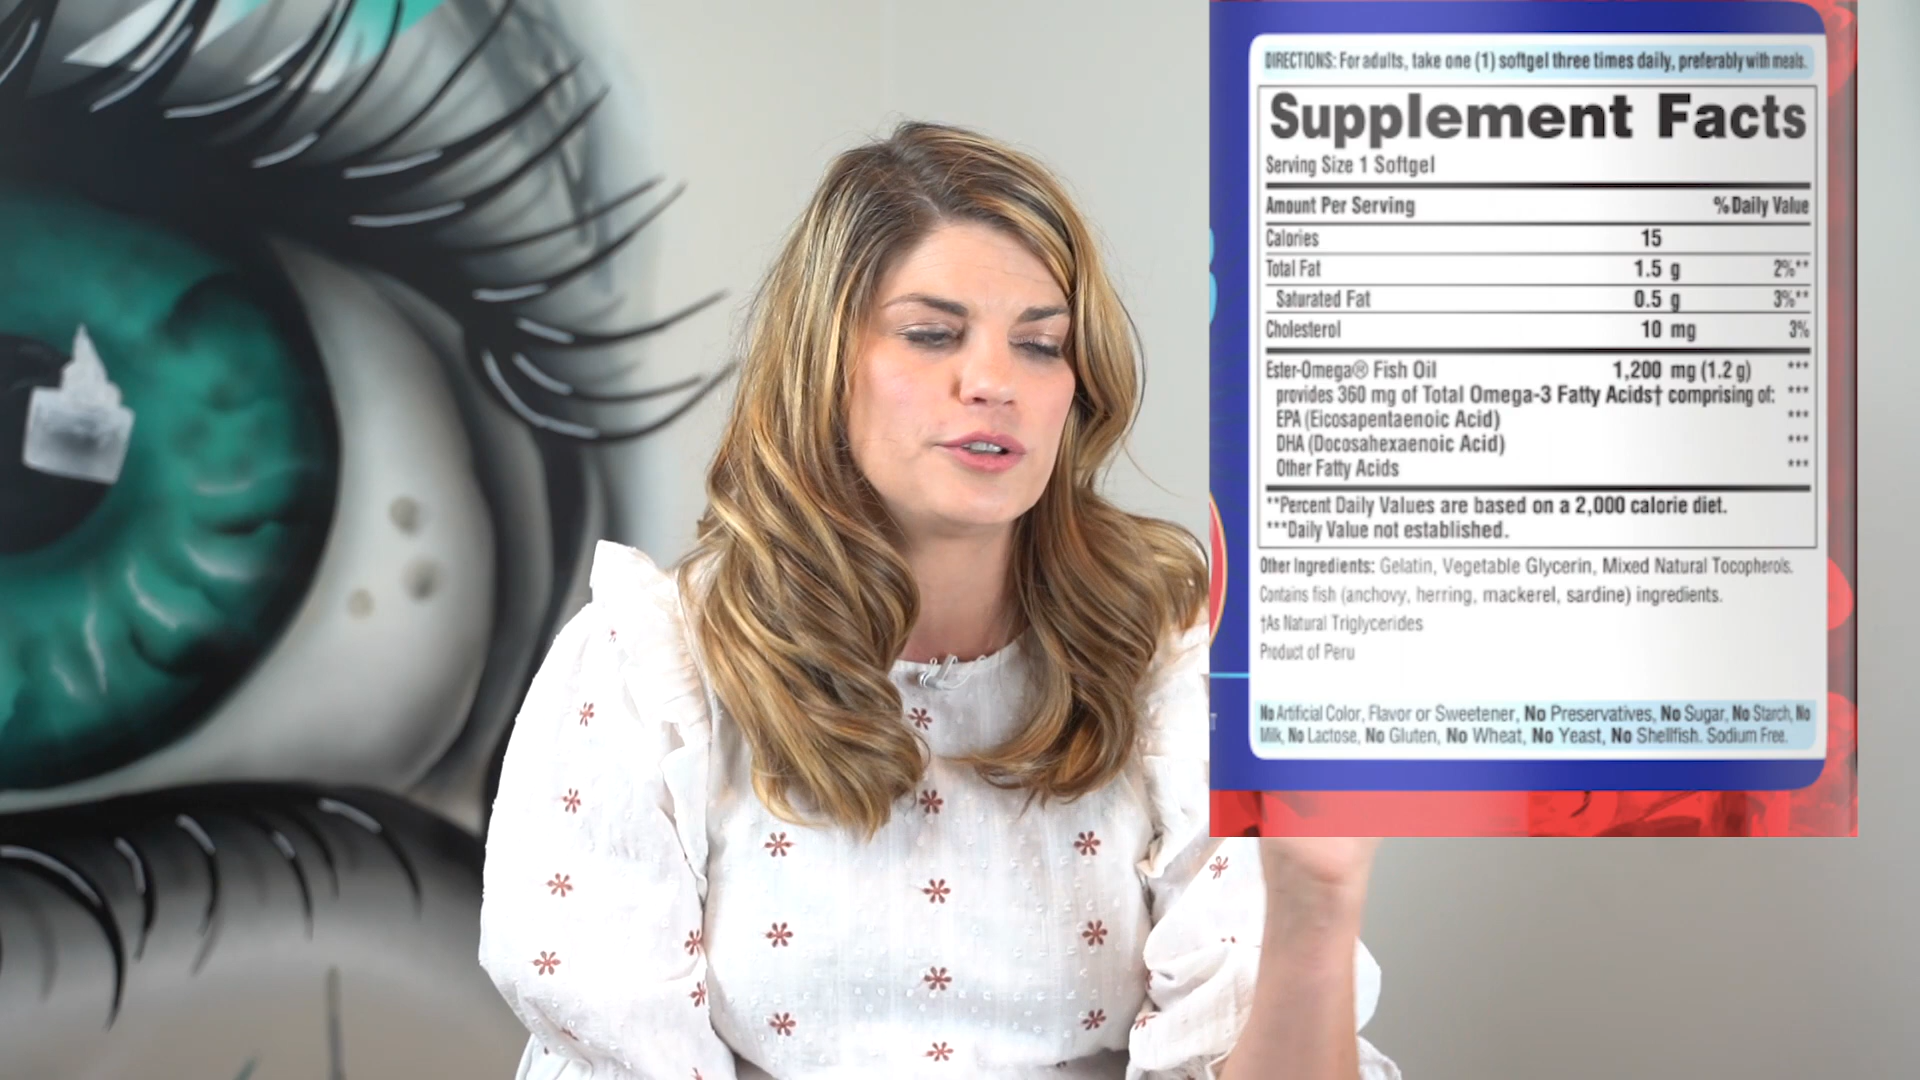 DIRECTIONS: For adults, take one (1) softgel three times daily, preferably with meals.
Supplement Facts
Serving Size 1 Softgel
Amount Per Serving % Daily Value
Calories 15
Total Fat 1.5 g 2%**
Saturated Fat 0.5 g 3%**
Cholesterol 10 mg 3%
Ester-Omega® Fish Oil 1,200 mg (1.2 g) ***
provides 360 mg of Total Omega-3 Fatty Acids† comprising of: ***
EPA (Eicosapentaenoic Acid) ***
DHA (Docosahexaenoic Acid) ***
Other Fatty Acids ***
**Percent Daily Values are based on a 2,000 calorie diet.
***Daily Value not established.
Other Ingredients: Gelatin, Vegetable Glycerin, Mixed Natural Tocopherols.
Contains fish (anchovy, herring, mackerel, sardine) ingredients.
†As Natural Triglycerides
Product of Peru
No Artificial Color, Flavor or Sweetener, No Preservatives, No Sugar, No Starch, No
Milk, No Lactose, No Gluten, No Wheat, No Yeast, No Shellfish. Sodium Free.